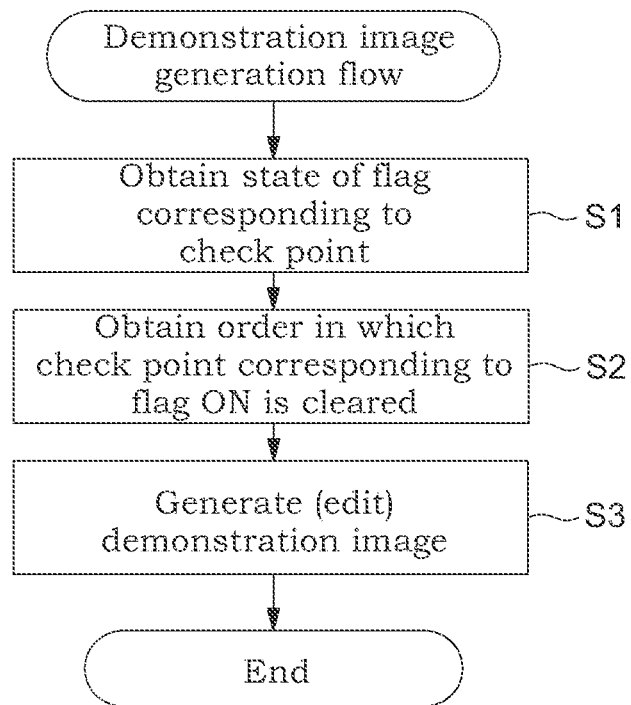 Demonstration image
generation flow
Obtain state of flag
corresponding to
check point
S1
Obtain order in which
check point corresponding to
flag ON is cleared
S2
Generate (edit)
demonstration image
S3
End